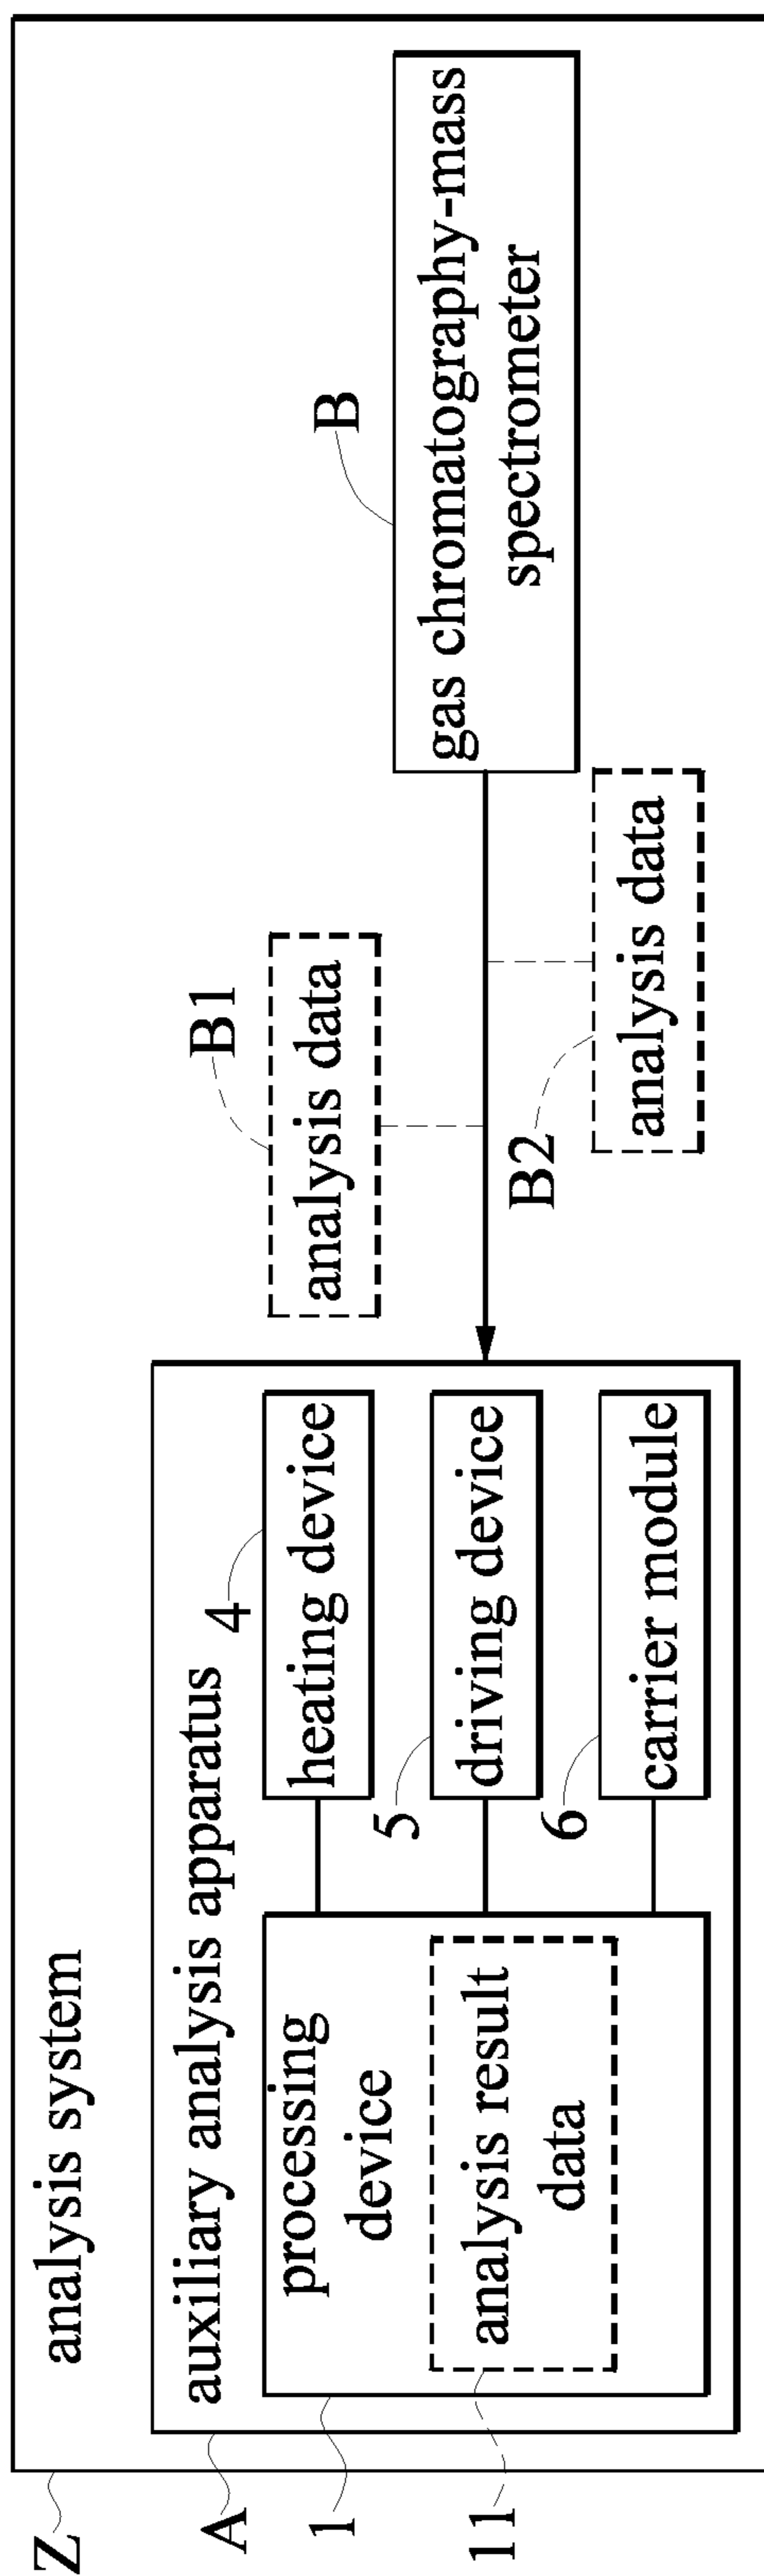 Z
analysis system
A
auxiliary analysis apparatus
1
processing
device
11
analysis result
data
4
heating device
5
driving device
6
carrier module
B1
analysis data
B2
analysis data
B
gas chromatography-mass
spectrometer